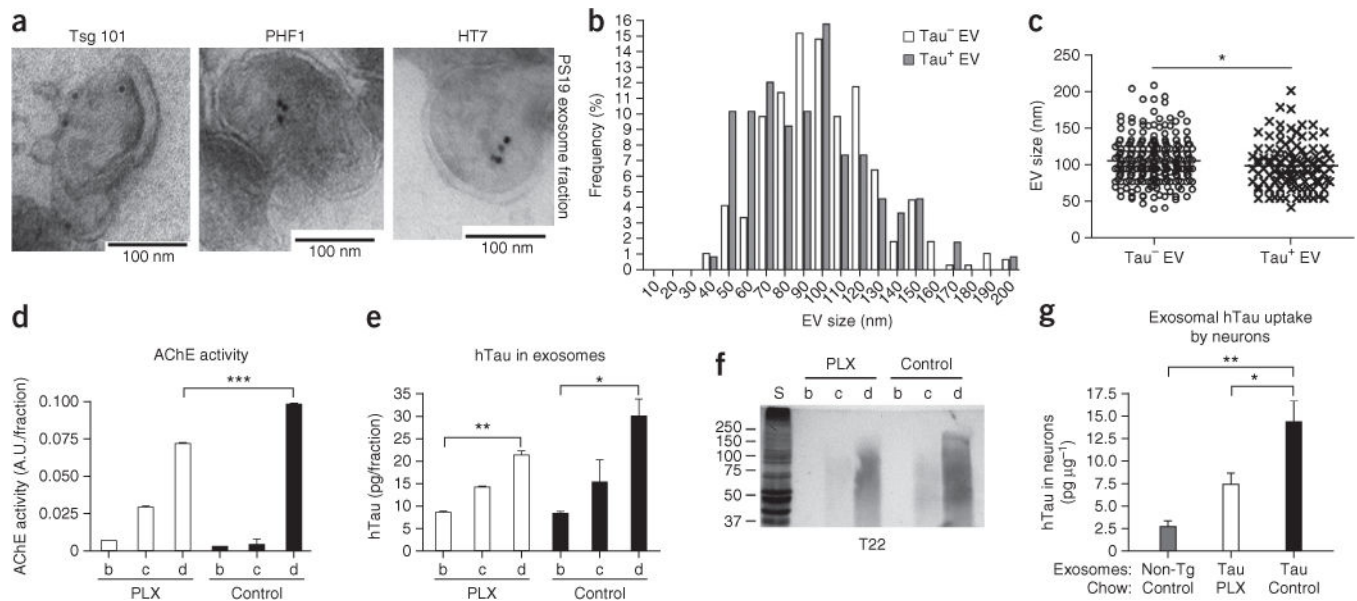 a
Tsg 101
PHF1
HT7
PS19 exosome fraction
100 nm
100 nm
100 nm
b
Frequency (%)
16
15
14
13
12
11
10
9
8
7
6
5
4
3
2
1
0
Tau⁻ EV
Tau⁺ EV
10
20
30
40
50
60
70
80
90
100
110
120
130
140
150
160
170
180
190
200
EV size (nm)
c
*
EV size (nm)
250
200
150
100
50
0
Tau⁻ EV
Tau⁺ EV
d
AChE activity
***
AChE activity (A.U./fraction)
0.100
0.075
0.050
0.025
0
b c d b c d
PLX Control
e
hTau in exosomes
*
**
hTau (pg/fraction)
35
30
25
20
15
10
5
0
b c d b c d
PLX Control
f
PLX Control
S b c d b c d
250
150
100
75
50
37
T22
g
Exosomal hTau uptake
by neurons
**
*
hTau in neurons
(pg µg⁻¹)
17.5
15.0
12.5
10.0
7.5
5.0
2.5
0
Exosomes: Non-Tg Tau Tau
Chow: Control PLX Control